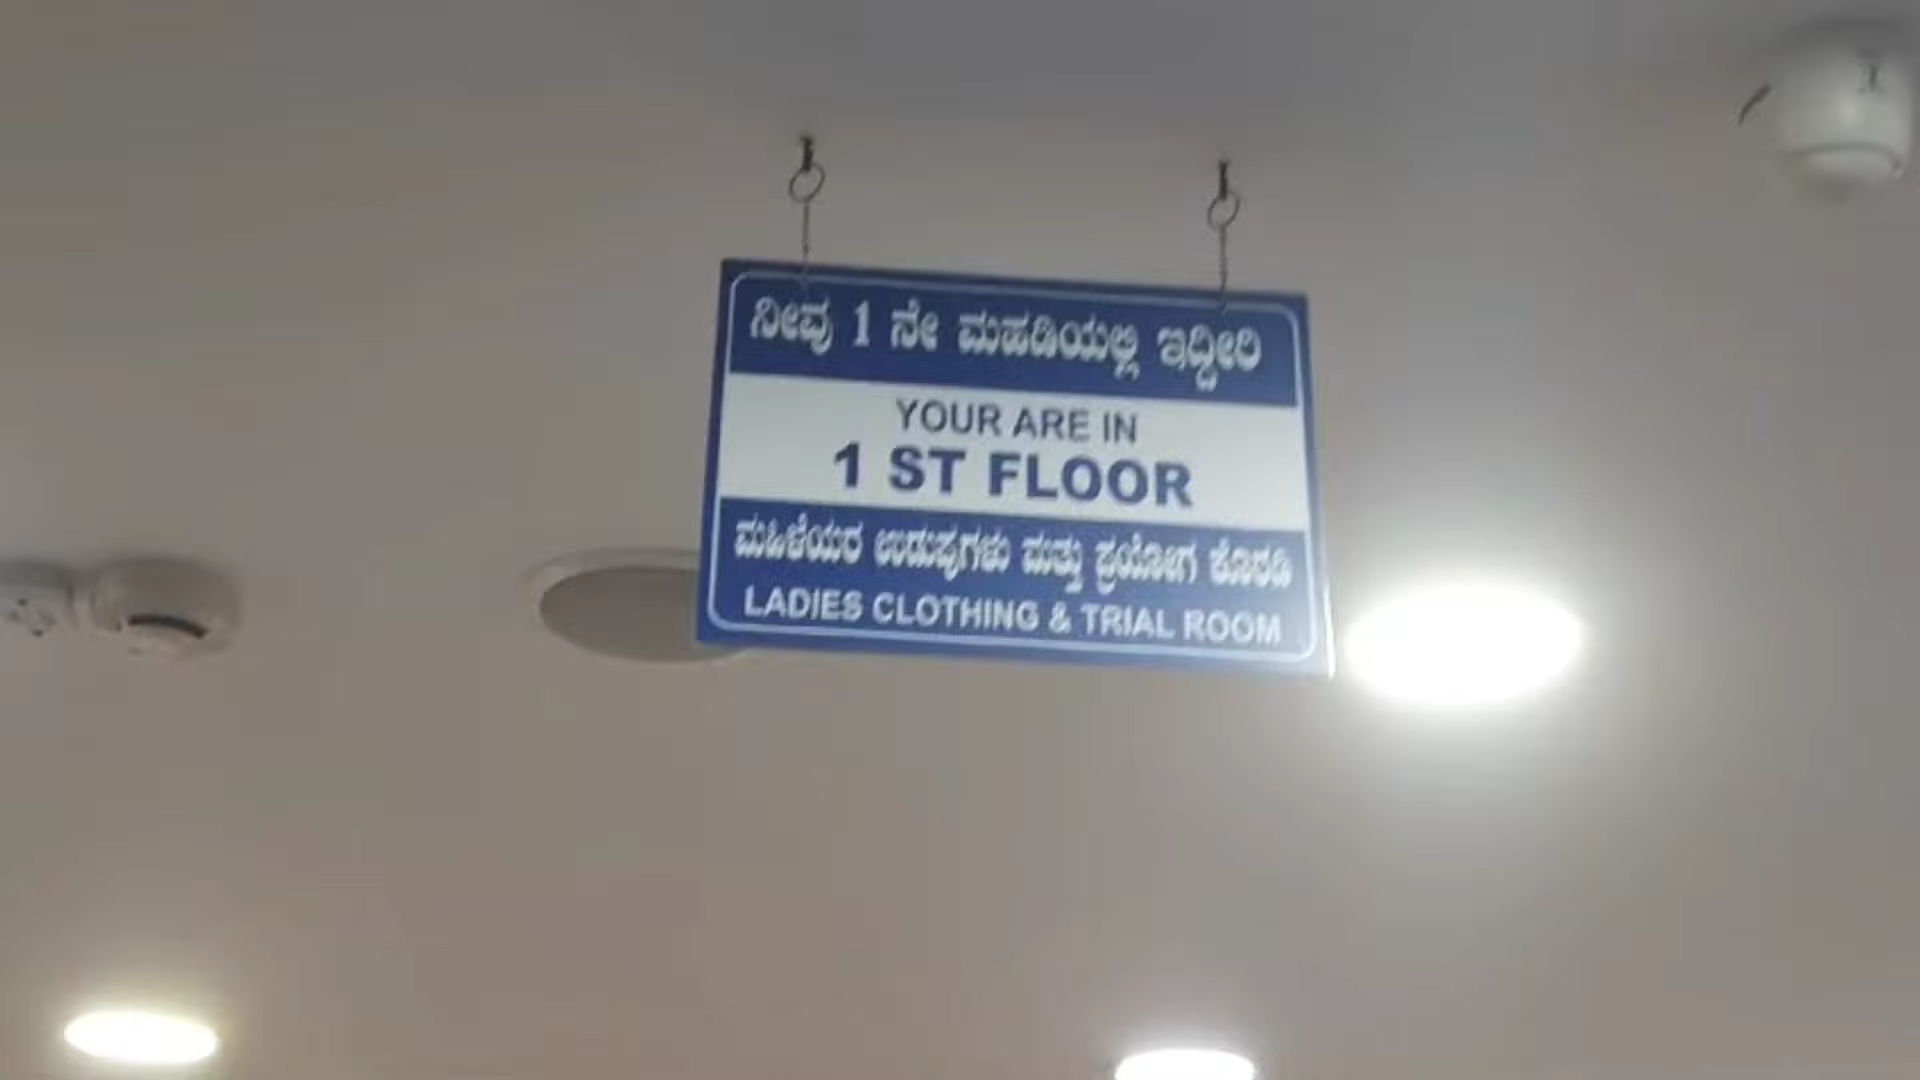 ನೀವು 1 ನೇ ಮಹಡಿಯಲ್ಲಿ ಇದ್ದೀರಿ
YOUR ARE IN
1 ST FLOOR
ಮಹಿಳೆಯರ ಉಡುಪುಗಳು ಮತ್ತು ಪ್ರಯೋಗ ಕೊಠಡಿ
LADIES CLOTHING & TRIAL ROOM